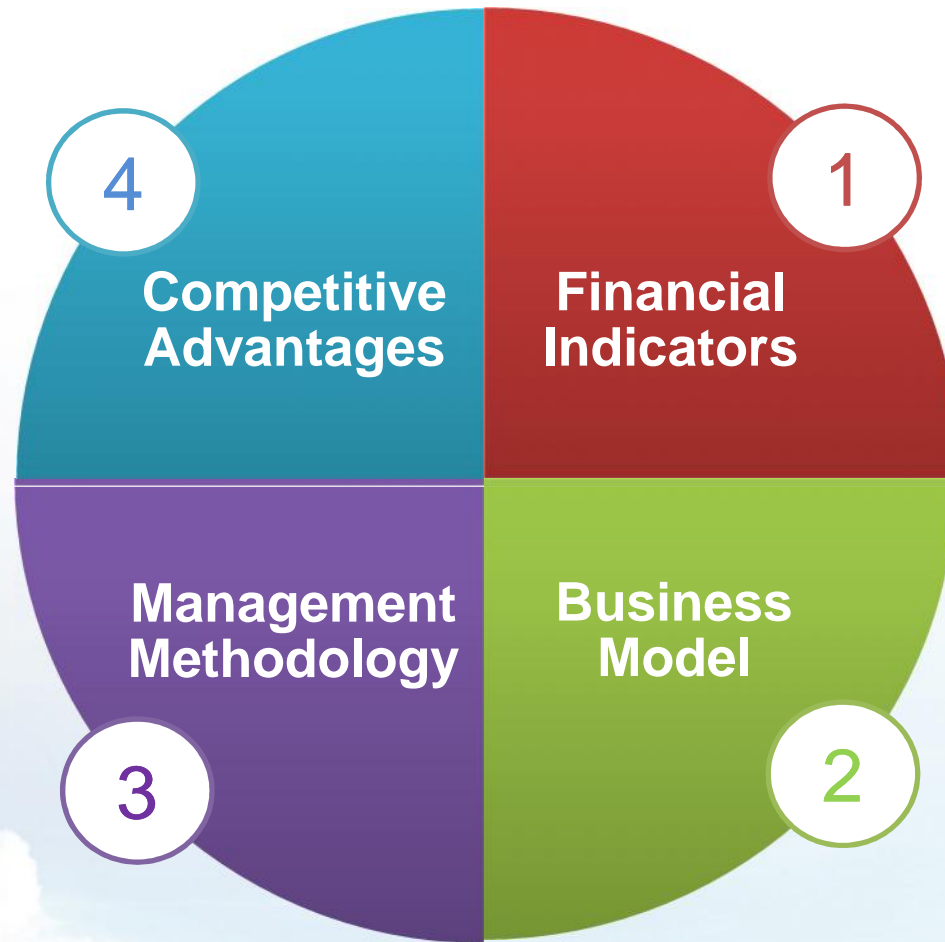 4
1
Competitive
Advantages
Financial
Indicators
Management
Methodology
Business
Model
3
2